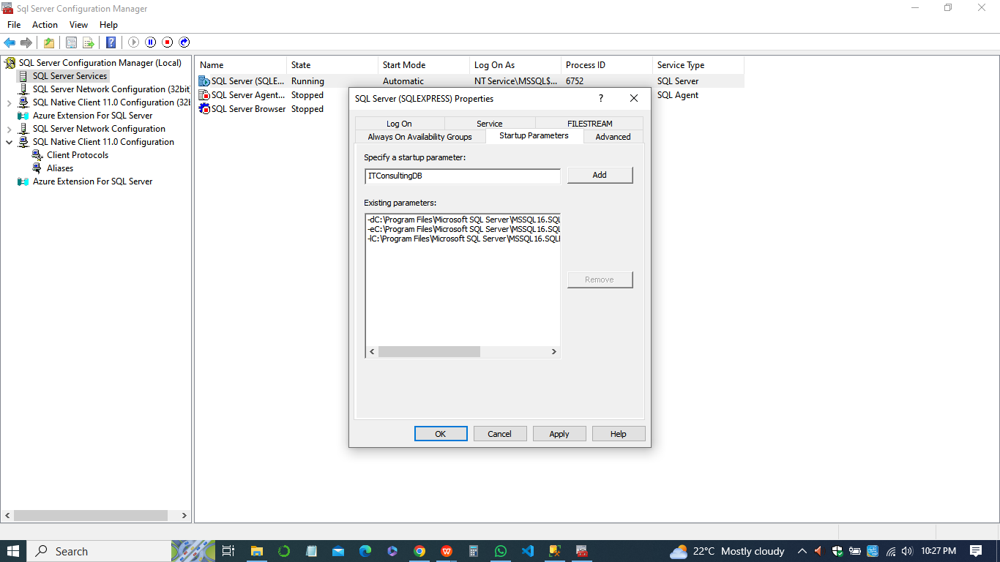 Sql Server Configuration Manager
File Action View Help
SQL Server Configuration Manager (Local)
SQL Server Services
SQL Server Network Configuration (32bit
SQL Native Client 11.0 Configuration (32b
Azure Extension For SQL Server
SQL Server Network Configuration
SQL Native Client 11.0 Configuration
Client Protocols
Aliases
Azure Extension For SQL Server
Name State Start Mode Log On As Process ID Service Type
SQL Server (SQLE... Running Automatic NT Service\MSSQL$... 6752 SQL Server
SQL Server Agent... Stopped SQL Agent
SQL Server Browser Stopped
SQL Server (SQLEXPRESS) Properties ?
Log On Service FILESTREAM
Always On Availability Groups Startup Parameters Advanced
Specify a startup parameter:
ITConsultingDB Add
Existing parameters:
-dC:\Program Files\Microsoft SQL Server\MSSQL16.SQL
-eC:\Program Files\Microsoft SQL Server\MSSQL16.SQL
-lC:\Program Files\Microsoft SQL Server\MSSQL16.SQL
Remove
OK Cancel Apply Help
Search 22°C Mostly cloudy 10:27 PM